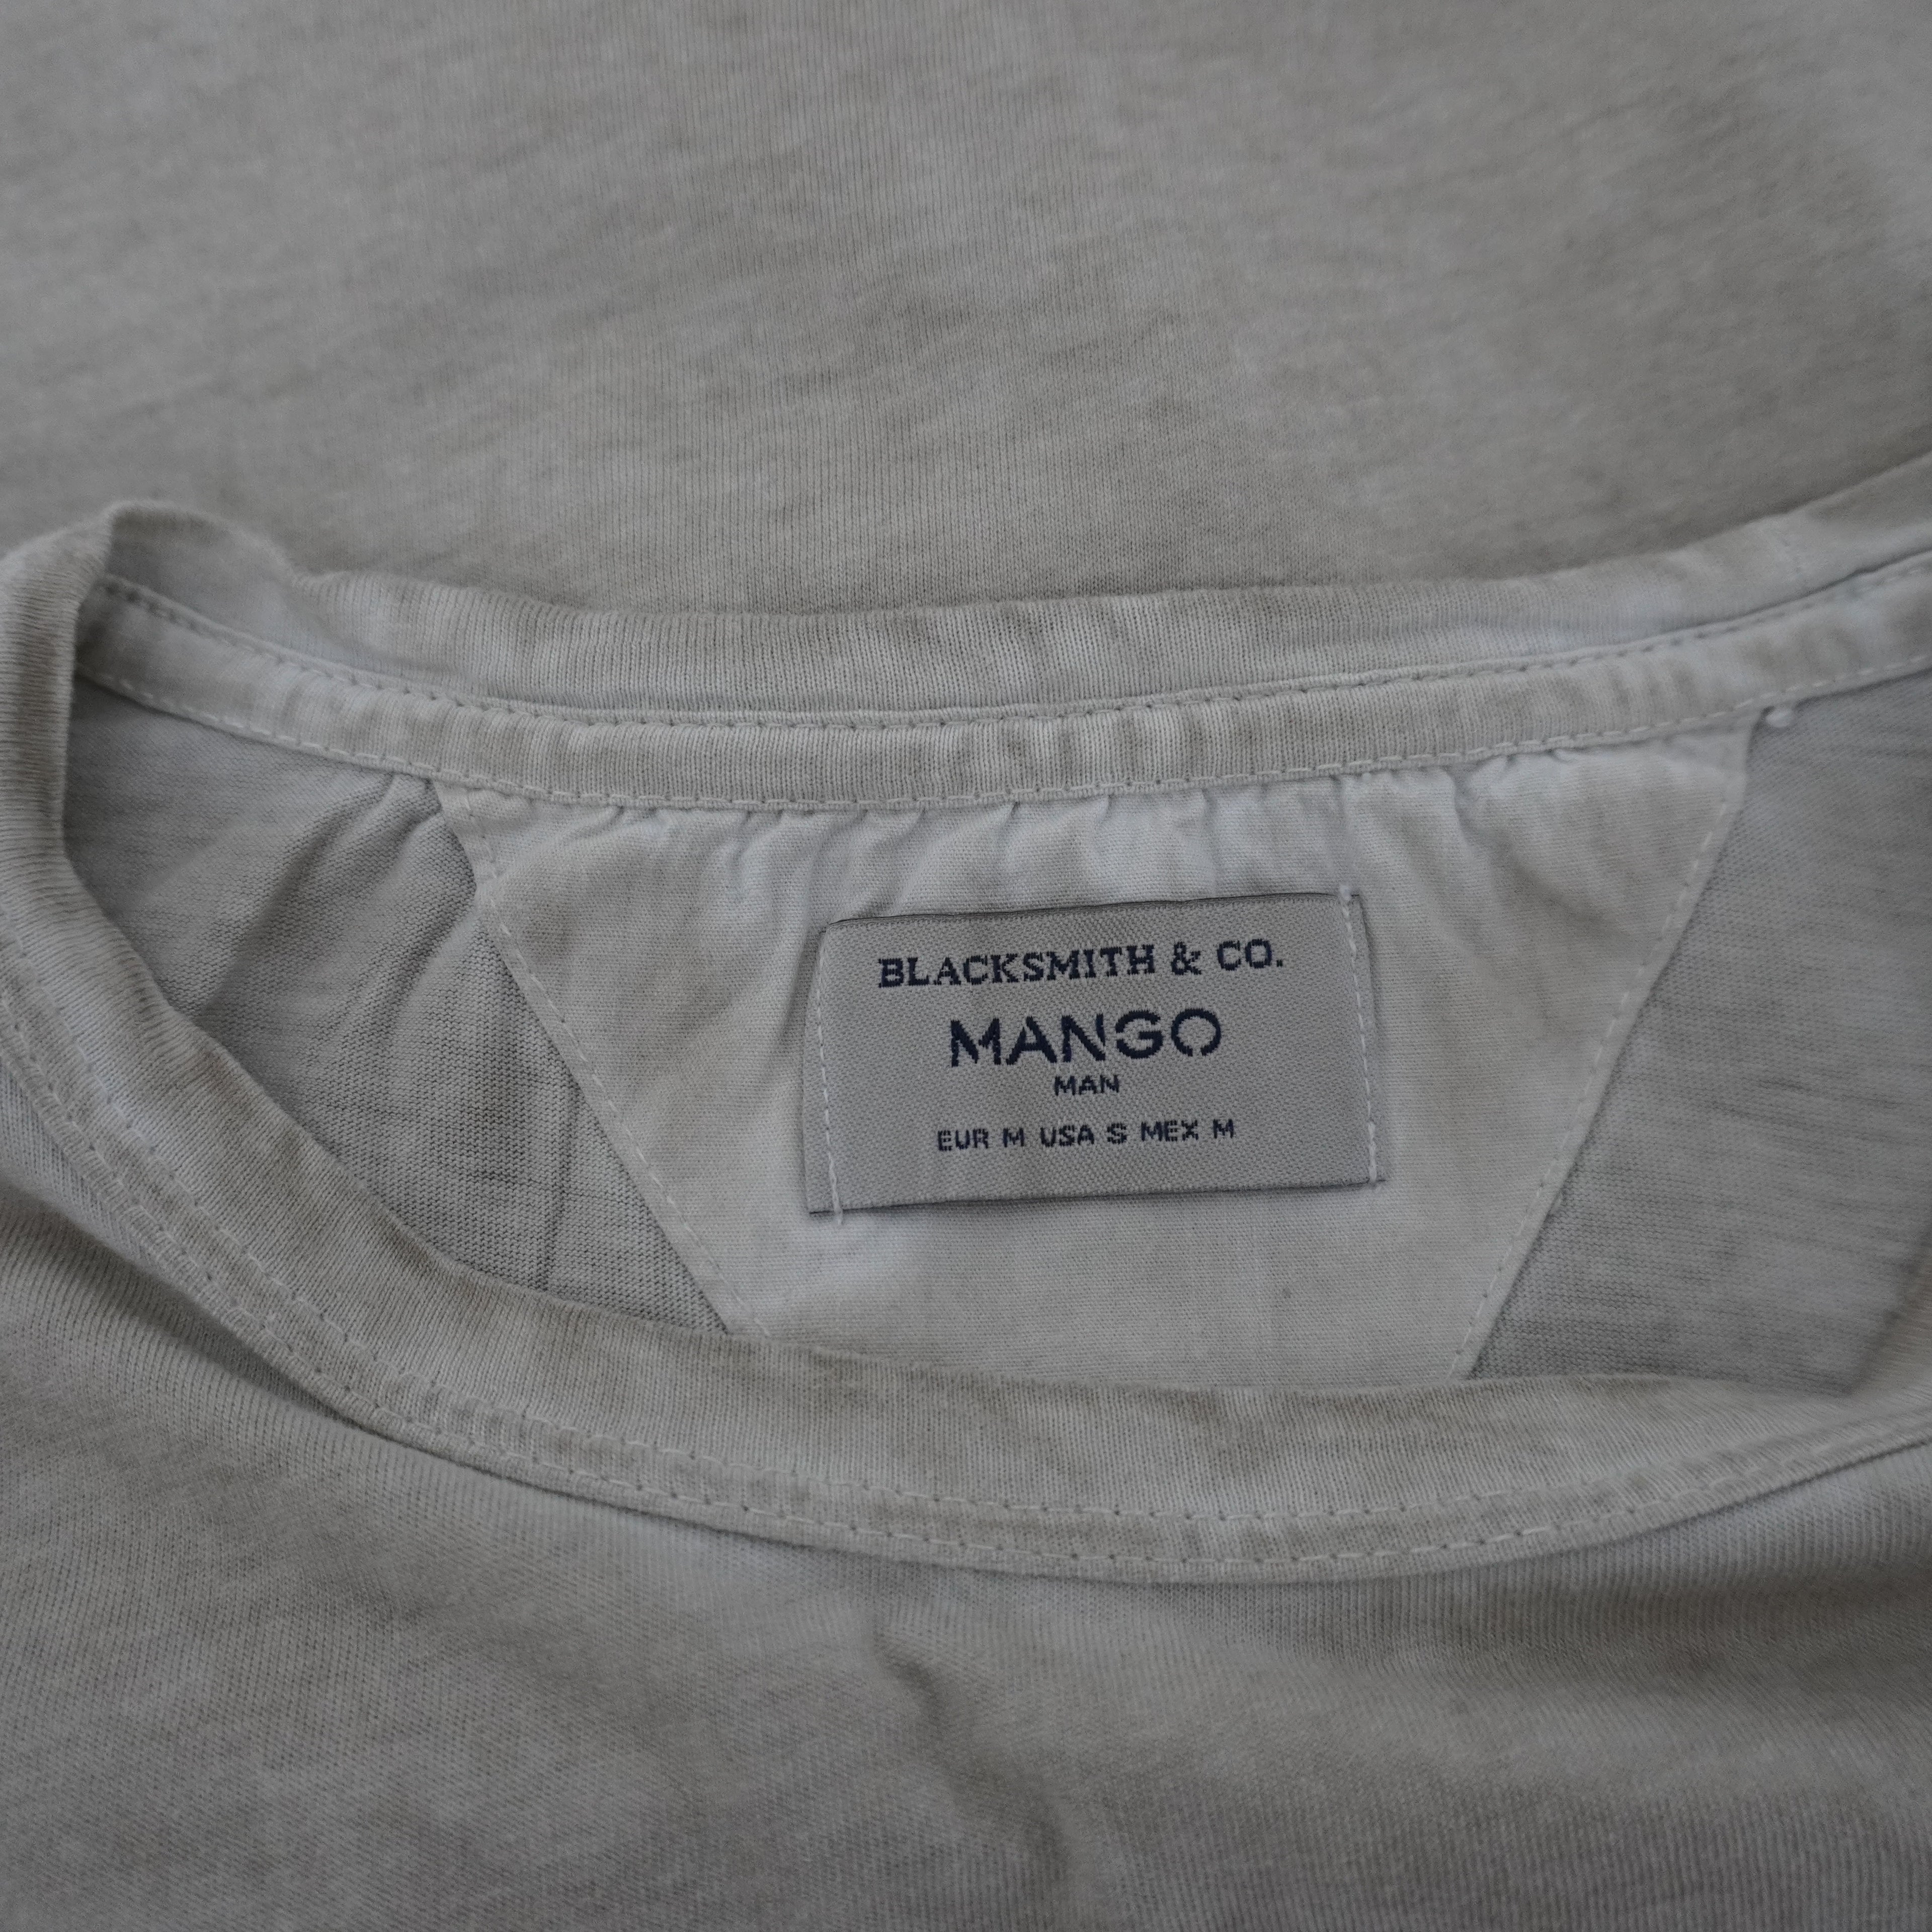 BLACKSMITH & CO.
MANGO
MAN
EUR M USA S MEX M